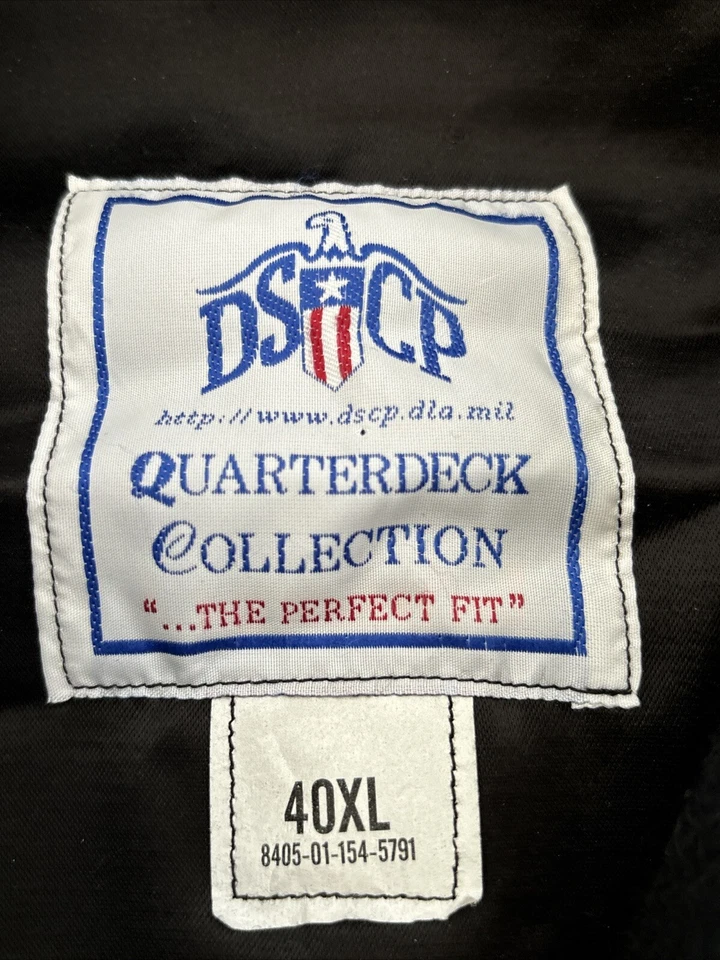 DSCP
http://www.dscp.dla.mil
QUARTERDECK
COLLECTION
"...THE PERFECT FIT"
40XL
8405-01-154-5791